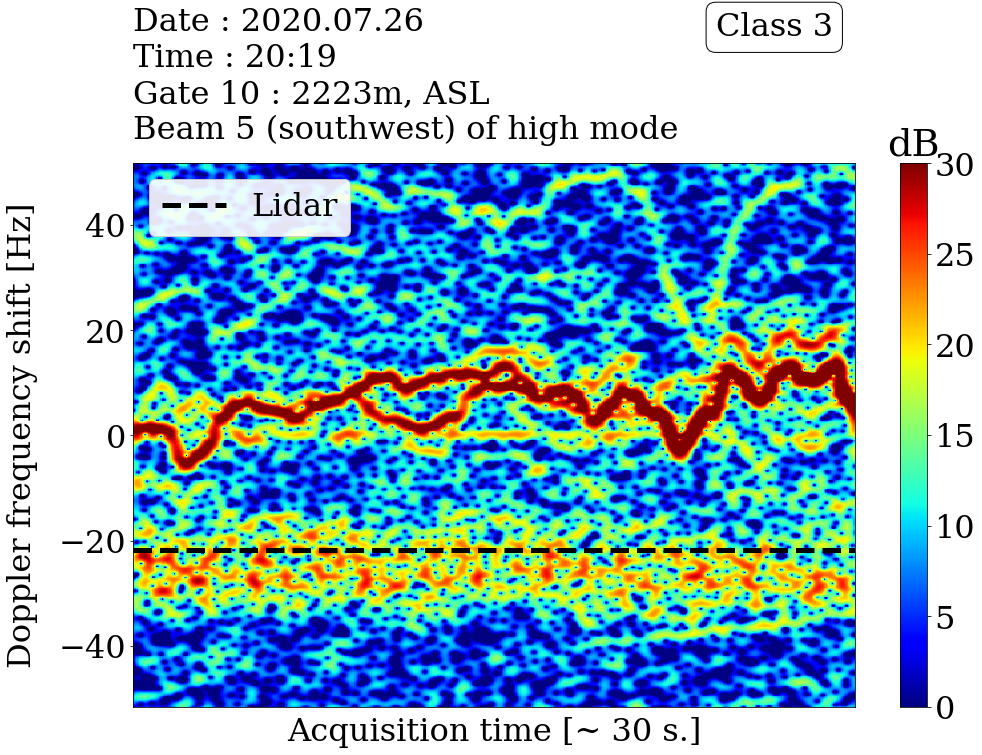 Date : 2020.07.26
Time : 20:19
Gate 10 : 2223m, ASL
Beam 5 (southwest) of high mode
Class 3
dB
Lidar
Doppler frequency shift [Hz]
40
20
0
−20
−40
30
25
20
15
10
5
0
Acquisition time [~ 30 s.]